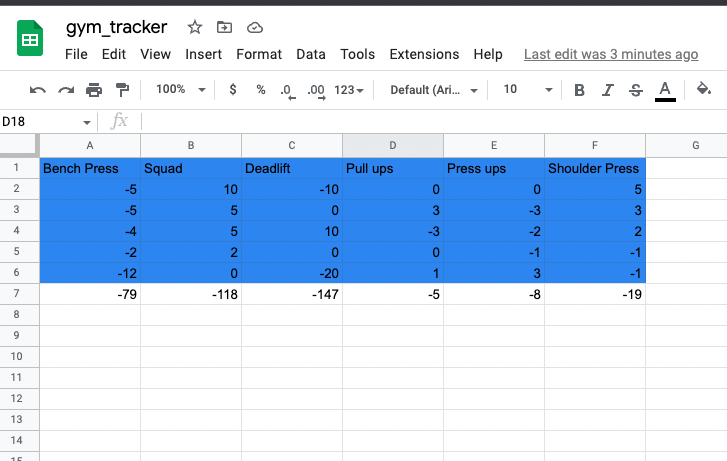 gym_tracker
File Edit View Insert Format Data Tools Extensions Help Last edit was 3 minutes ago
100% $ % .0 .00 123 Default (Ari... 10 B I S A
D18 fx
A B C D E F G
1 Bench Press Squad Deadlift Pull ups Press ups Shoulder Press
2 -5 10 -10 0 0 5
3 -5 5 0 3 -3 3
4 -4 5 10 -3 -2 2
5 -2 2 0 0 -1 -1
6 -12 0 -20 1 3 -1
7 -79 -118 -147 -5 -8 -19
8
9
10
11
12
13
14
15